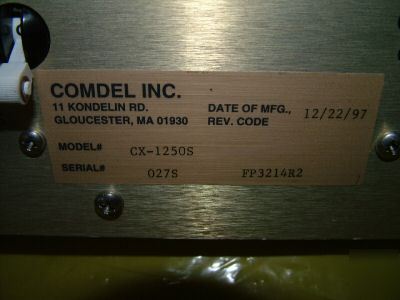 COMDEL INC.
11 KONDELIN RD.
GLOUCESTER, MA 01930
DATE OF MFG., 12/22/97
REV. CODE
MODEL# CX-1250S
SERIAL# 027S FP3214R2